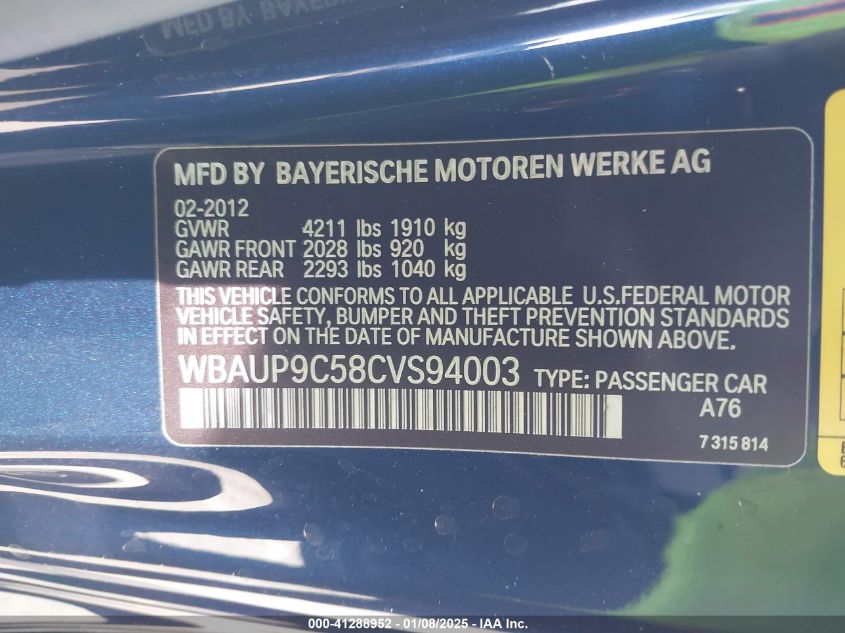 MFD BY BAYERISCHE MOTOREN WERKE AG
02-2012
GVWR 4211 lbs 1910 kg
GAWR FRONT 2028 lbs 920 kg
GAWR REAR 2293 lbs 1040 kg
THIS VEHICLE CONFORMS TO ALL APPLICABLE U.S.FEDERAL MOTOR
VEHICLE SAFETY, BUMPER AND THEFT PREVENTION STANDARDS
IN EFFECT ON THE DATE OF MANUFACTURE SHOWN ABOVE.
WBAUP9C58CVS94003 TYPE: PASSENGER CAR
A76
7 315 814
000-41288952 - 01/08/2025 - IAA Inc.